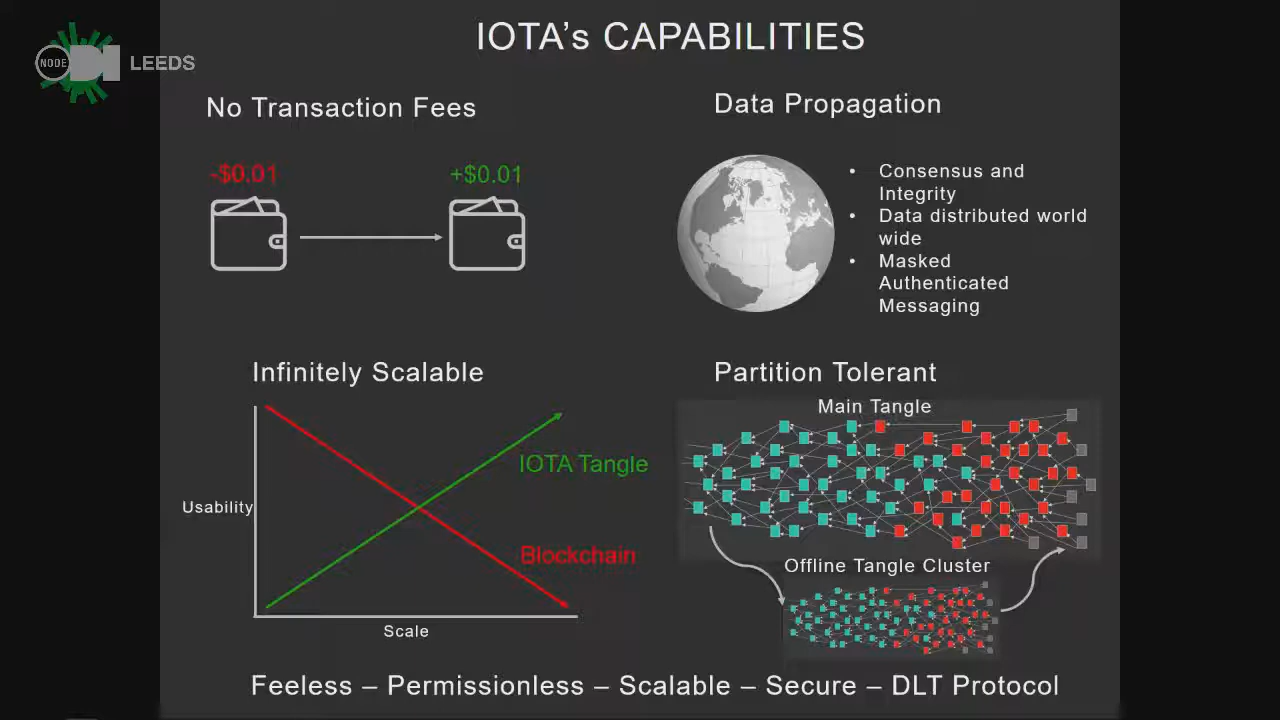 IOTA's CAPABILITIES
NODE
LEEDS
No Transaction Fees
-$0.01
+$0.01
Data Propagation
• Consensus and
Integrity
• Data distributed world
wide
• Masked
Authenticated
Messaging
Infinitely Scalable
Usability
IOTA Tangle
Blockchain
Scale
Partition Tolerant
Main Tangle
Offline Tangle Cluster
Feeless – Permissionless – Scalable – Secure – DLT Protocol